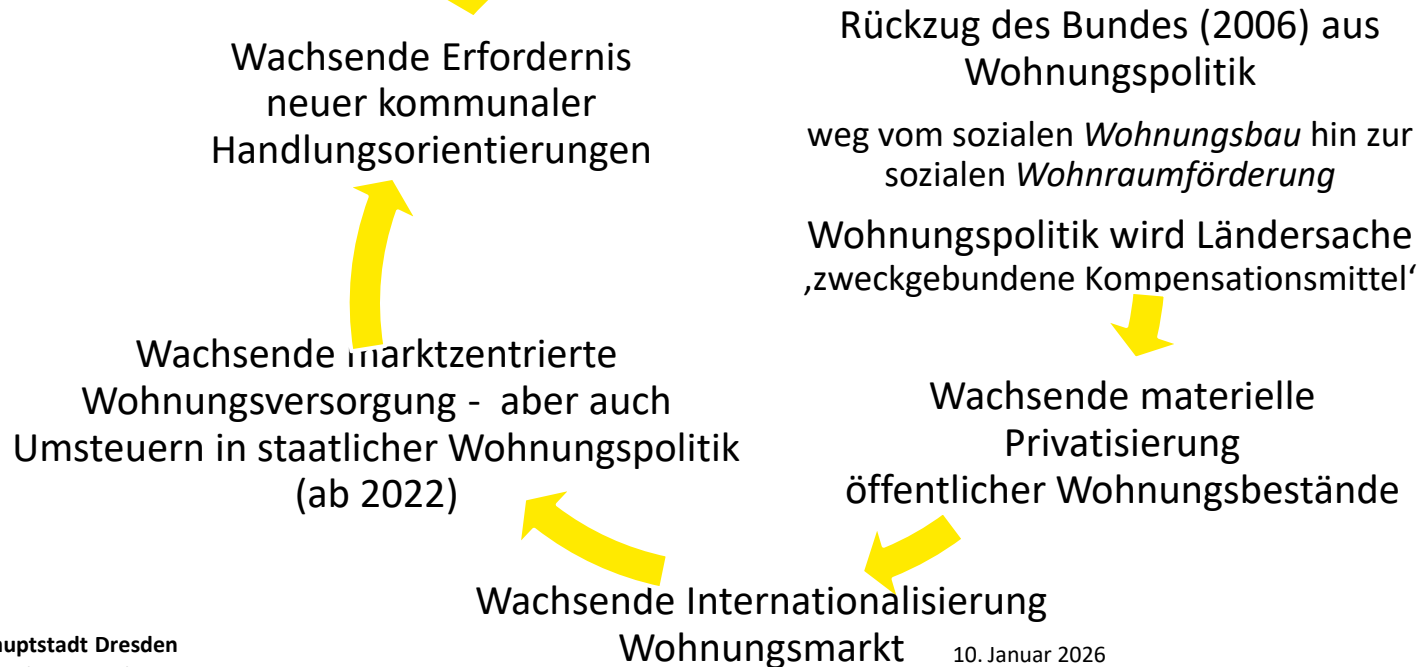 Rückzug des Bundes (2006) aus
Wohnungspolitik
weg vom sozialen Wohnungsbau hin zur
sozialen Wohnraumförderung
Wohnungspolitik wird Ländersache
‚zweckgebundene Kompensationsmittel‘
Wachsende materielle
Privatisierung
öffentlicher Wohnungsbestände
Wachsende Internationalisierung
Wohnungsmarkt
Wachsende marktzentrierte
Wohnungsversorgung - aber auch
Umsteuern in staatlicher Wohnungspolitik
(ab 2022)
Wachsende Erfordernis
neuer kommunaler
Handlungsorientierungen
auptstadt Dresden
10. Januar 2026